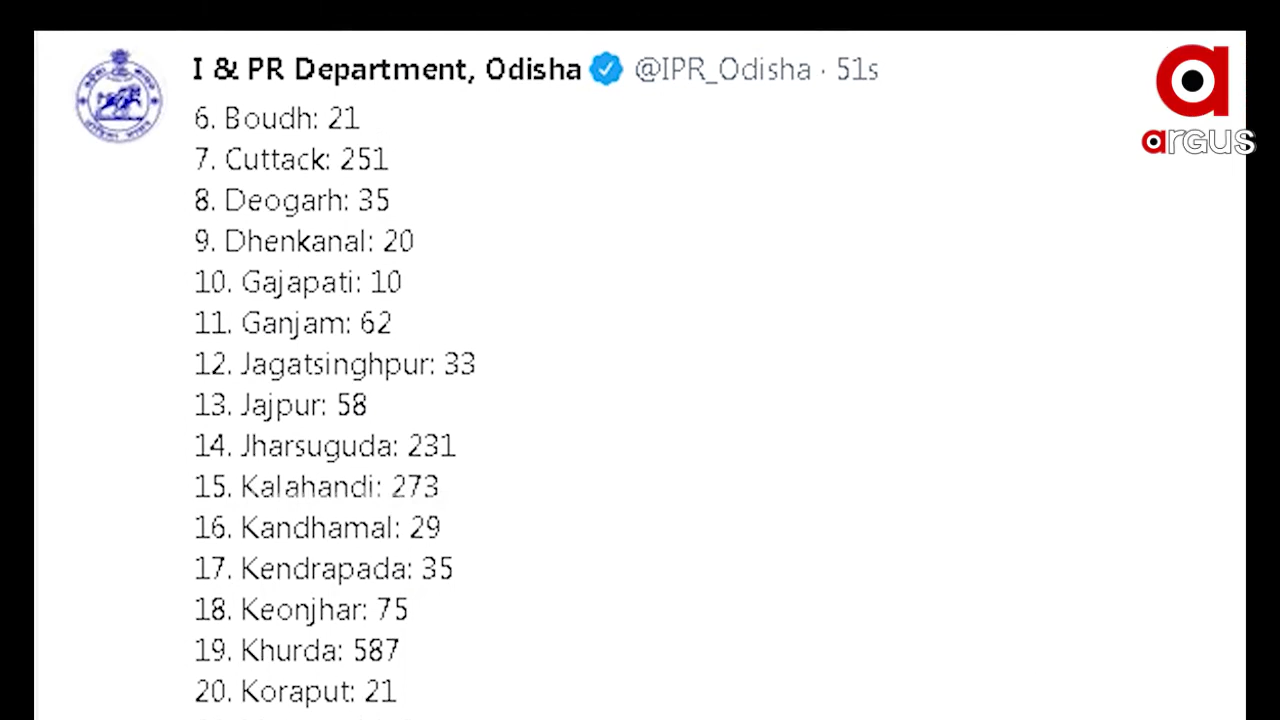 I & PR Department, Odisha @IPR_Odisha · 51s
argus
6. Boudh: 21
7. Cuttack: 251
8. Deogarh: 35
9. Dhenkanal: 20
10. Gajapati: 10
11. Ganjam: 62
12. Jagatsinghpur: 33
13. Jajpur: 58
14. Jharsuguda: 231
15. Kalahandi: 273
16. Kandhamal: 29
17. Kendrapada: 35
18. Keonjhar: 75
19. Khurda: 587
20. Koraput: 21